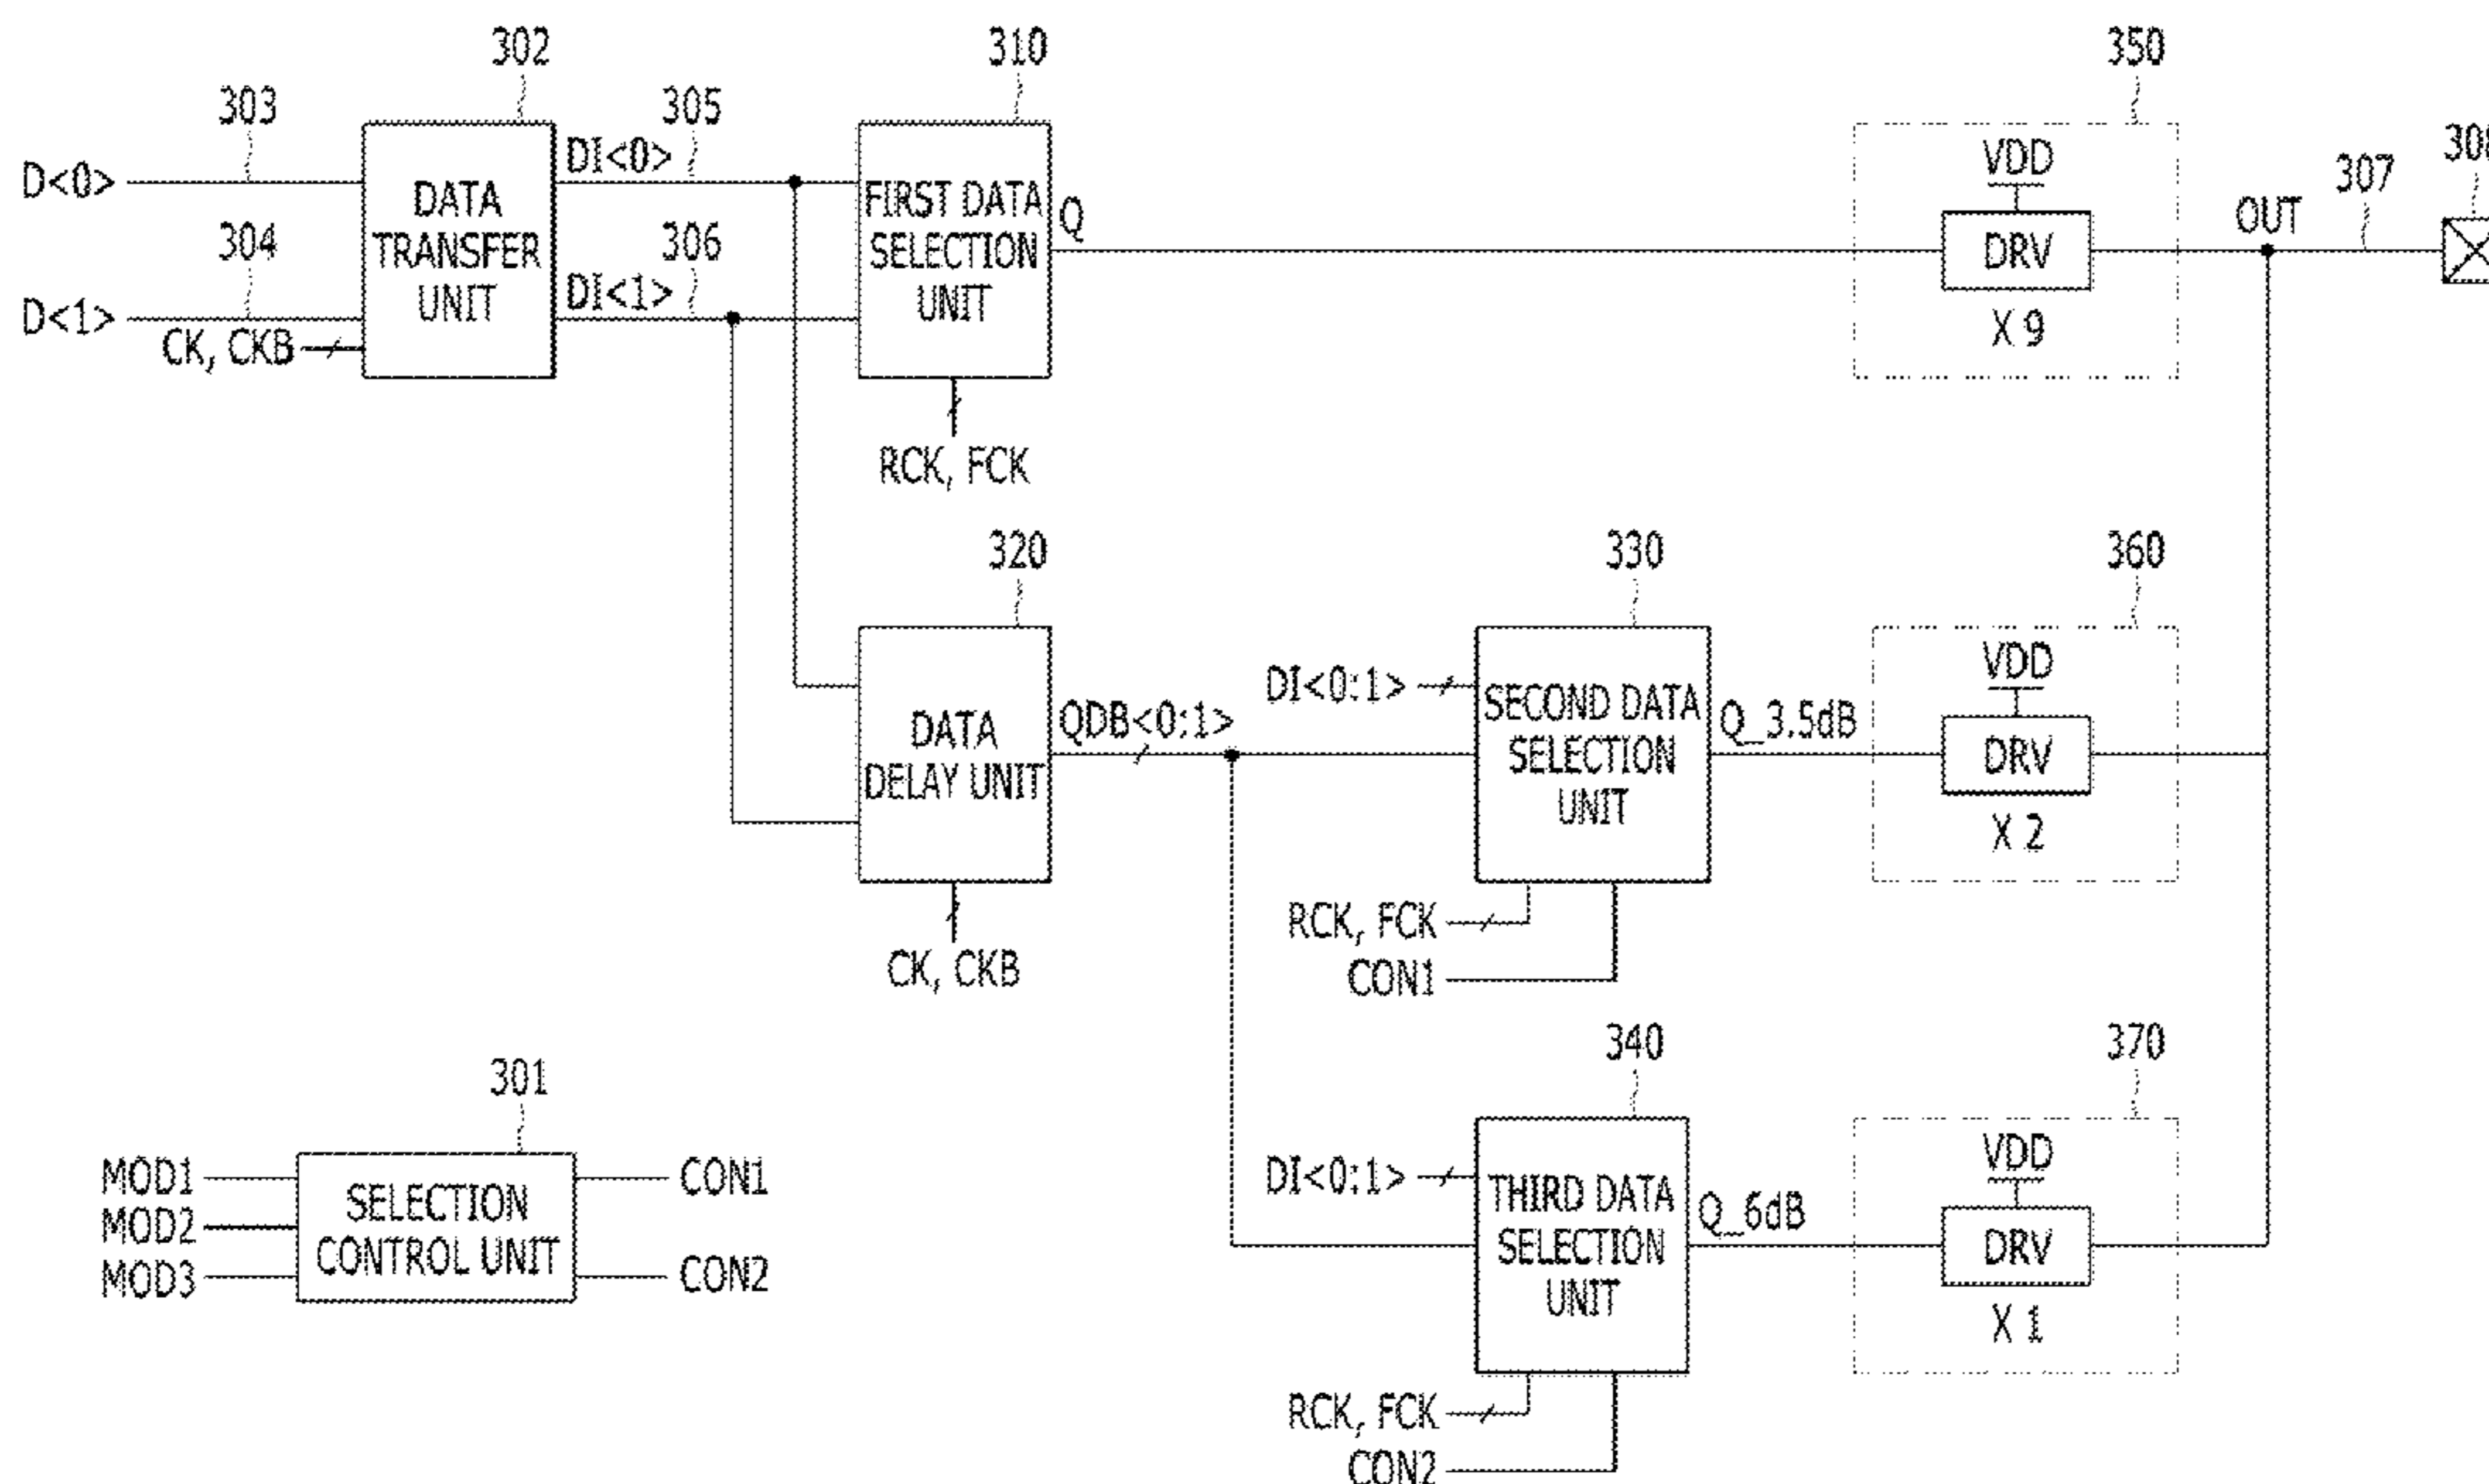 302
310
350
303
305
308
D<0>
DI<0>
VDD
307
DATA
TRANSFER
UNIT
FIRST DATA
SELECTION
UNIT
304
306
Q
DRV
OUT
D<1>
DI<1>
CK, CKB
X 9
RCK, FCK
320
330
360
DI<0:1>
VDD
DATA
DELAY UNIT
QDB<0:1>
SECOND DATA
SELECTION
UNIT
Q_3.5dB
DRV
X 2
RCK, FCK
CK, CKB
CON1
340
370
301
DI<0:1>
VDD
MOD1
MOD2
MOD3
SELECTION
CONTROL UNIT
CON1
CON2
THIRD DATA
SELECTION
UNIT
Q_6dB
DRV
X 1
RCK, FCK
CON2